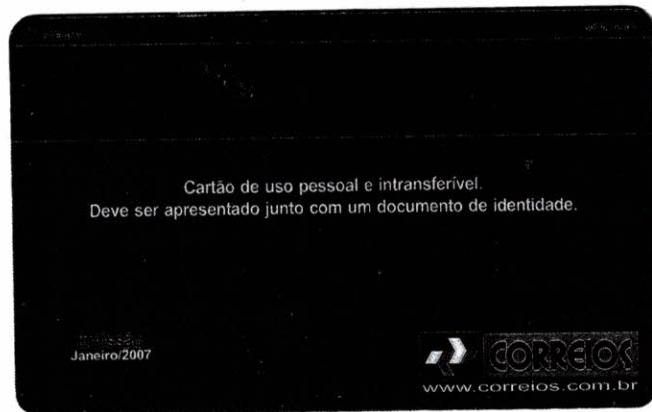 Cartão de uso pessoal e intransferível.
Deve ser apresentado junto com um documento de identidade.
Janeiro/2007
CORREIOS
www.correios.com.br